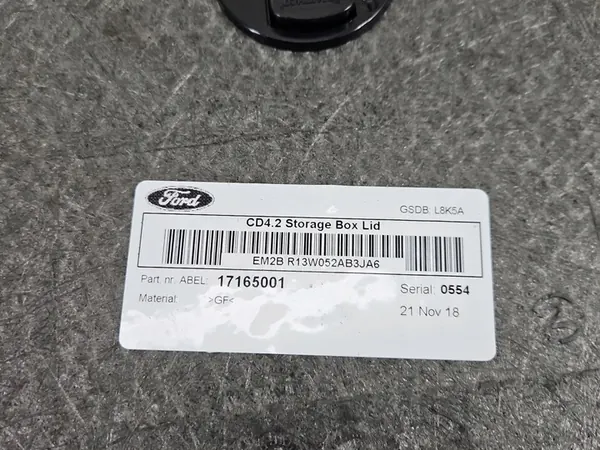 Ford
GSDB: L8K5A
CD4.2 Storage Box Lid
EM2B R13W052AB3JA6
Part. nr. ABEL: 17165001
Serial: 0554
Material: >GF<
21 Nov 18